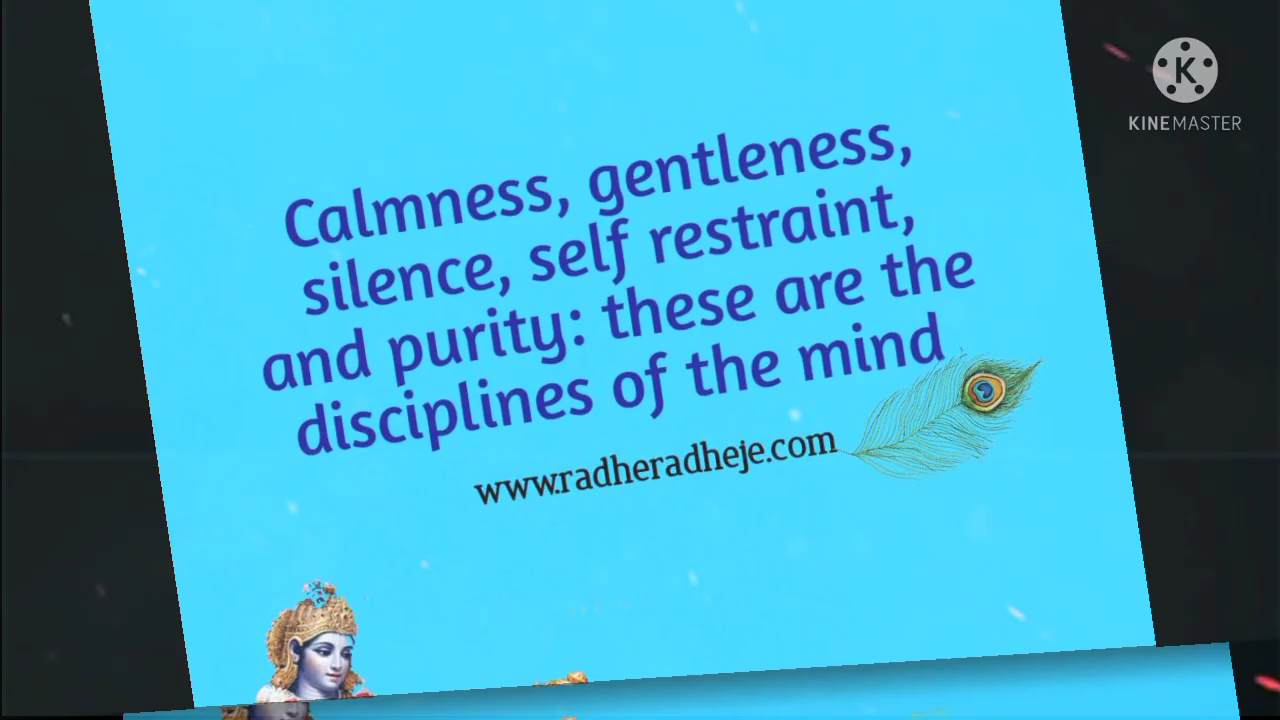 KINEMASTER
Calmness, gentleness,
silence, self restraint,
and purity: these are the
disciplines of the mind
www.radheradheje.com